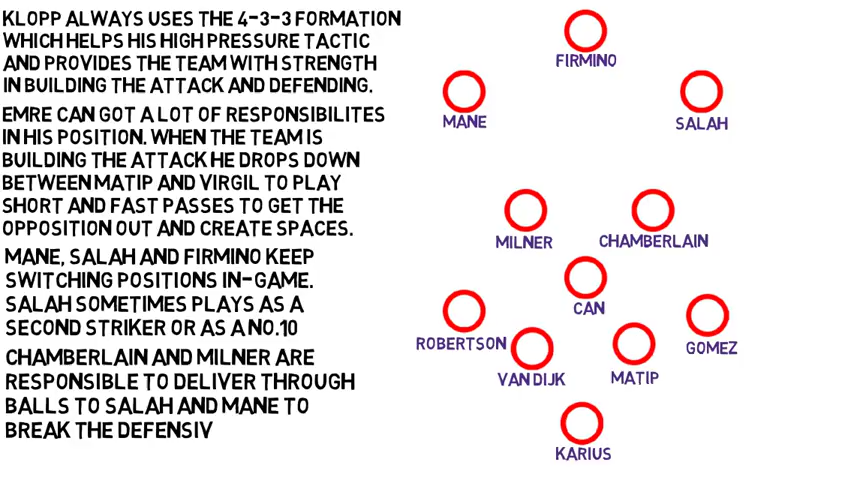 KLOPP ALWAYS USES THE 4-3-3 FORMATION
WHICH HELPS HIS HIGH PRESSURE TACTIC
AND PROVIDES THE TEAM WITH STRENGTH
IN BUILDING THE ATTACK AND DEFENDING.
EMRE CAN GOT A LOT OF RESPONSIBILITES
IN HIS POSITION. WHEN THE TEAM IS
BUILDING THE ATTACK HE DROPS DOWN
BETWEEN MATIP AND VIRGIL TO PLAY
SHORT AND FAST PASSES TO GET THE
OPPOSITION OUT AND CREATE SPACES.
MANE, SALAH AND FIRMINO KEEP
SWITCHING POSITIONS IN-GAME.
SALAH SOMETIMES PLAYS AS A
SECOND STRIKER OR AS A NO.10
CHAMBERLAIN AND MILNER ARE
RESPONSIBLE TO DELIVER THROUGH
BALLS TO SALAH AND MANE TO
BREAK THE DEFENSIV
FIRMINO
MANE
SALAH
MILNER
CHAMBERLAIN
CAN
ROBERTSON
GOMEZ
VAN DIJK
MATIP
KARIUS